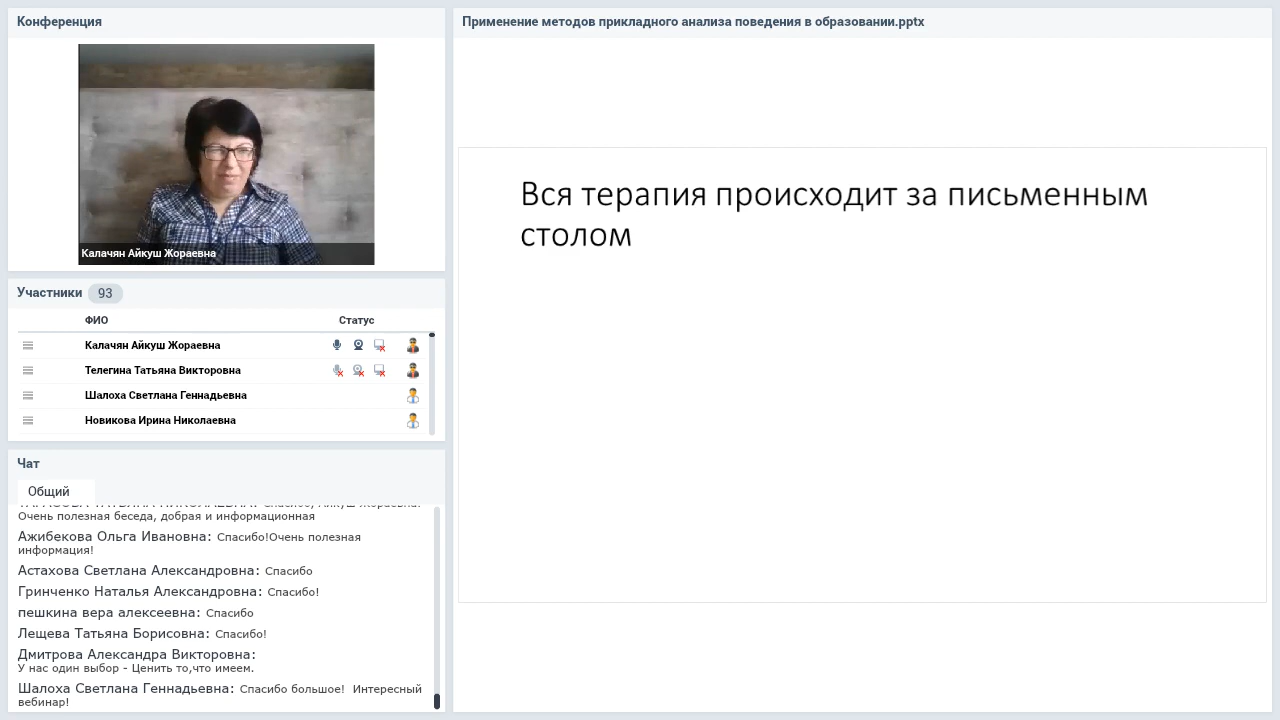 Конференция
Калачян Айкуш Жораевна
Участники 93
ФИО Статус
Калачян Айкуш Жораевна
Телегина Татьяна Викторовна
Шалоха Светлана Геннадьевна
Новикова Ирина Николаевна
Чат
Общий
Очень полезная беседа, добрая и информационная
Ажибекова Ольга Ивановна: Спасибо!Очень полезная
информация!
Астахова Светлана Александровна: Спасибо
Гринченко Наталья Александровна: Спасибо!
пешкина вера алексеевна: Спасибо
Лещева Татьяна Борисовна: Спасибо!
Дмитрова Александра Викторовна:
У нас один выбор - Ценить то,что имеем.
Шалоха Светлана Геннадьевна: Спасибо большое!  Интересный
вебинар!
Применение методов прикладного анализа поведения в образовании.pptx
Вся терапия происходит за письменным
столом